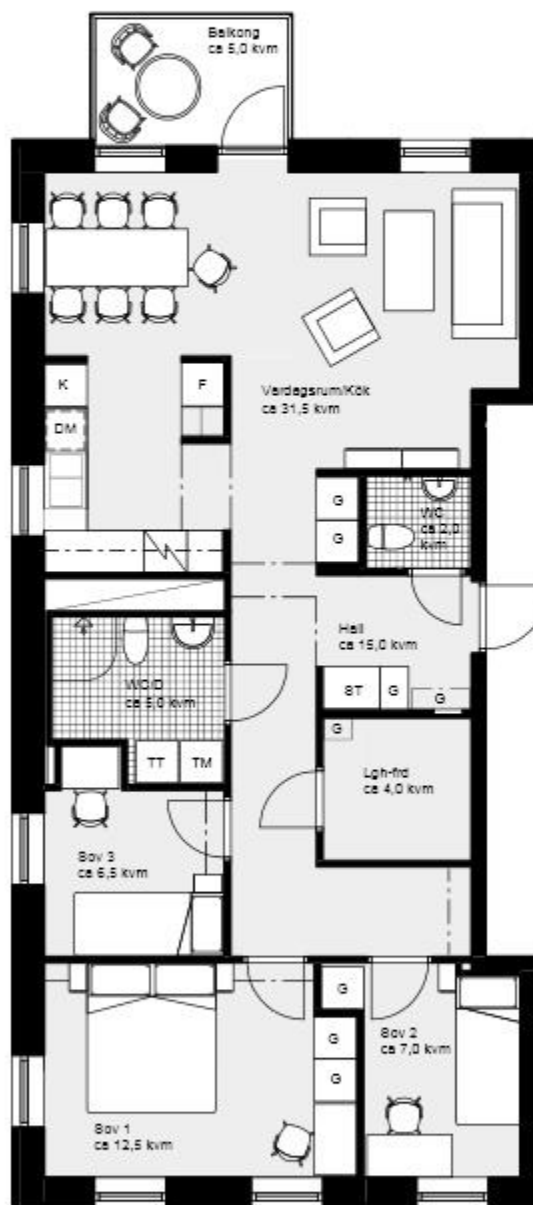 Balkong
ca 5,0 kvm
K
F
DM
Vardagsrum/Kök
ca 31,5 kvm
G
G
WC
ca 2,0
kvm
Hall
ca 15,0 kvm
ST
G
G
WC/D
ca 5,0 kvm
TT
TM
G
Lgh-frd
ca 4,0 kvm
Sov 3
ca 6,5 kvm
G
G
G
Sov 2
ca 7,0 kvm
Sov 1
ca 12,5 kvm